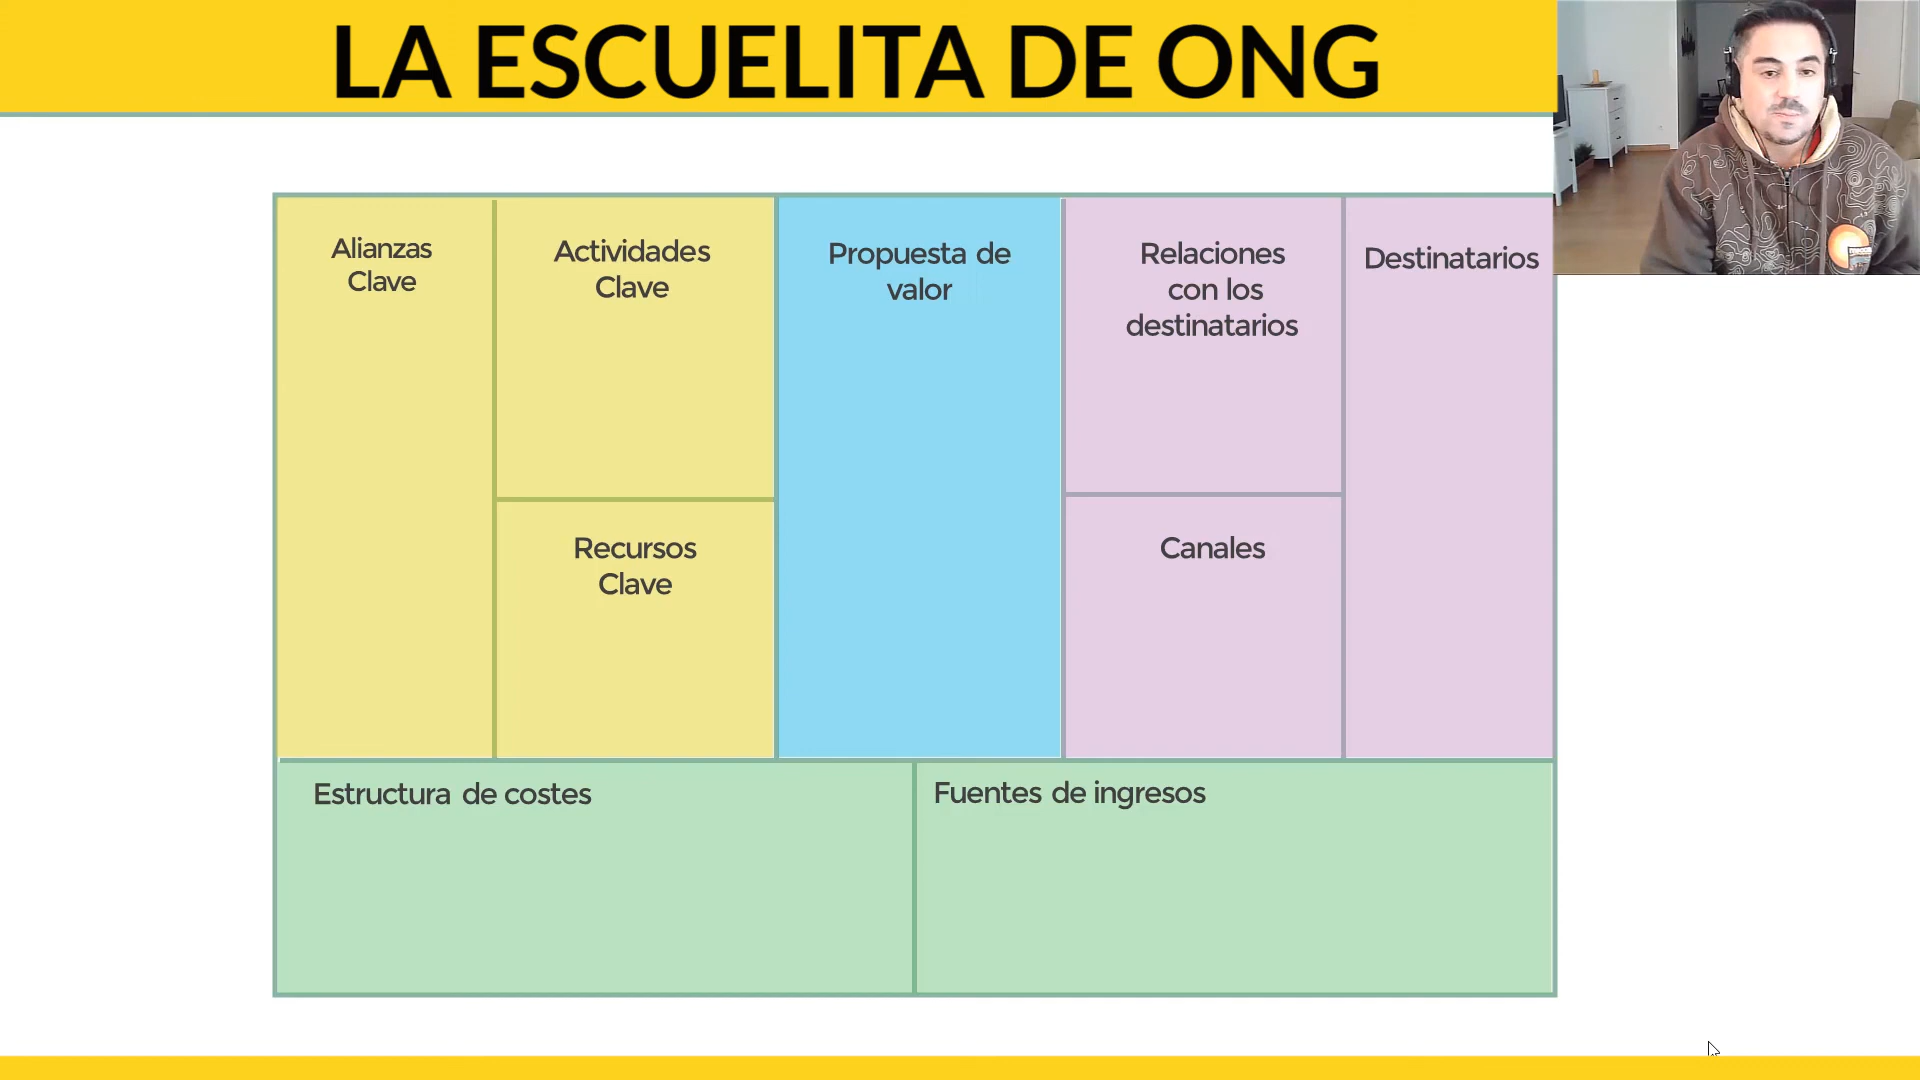 LA ESCUELITA DE ONG
Alianzas
Clave
Actividades
Clave
Recursos
Clave
Propuesta de
valor
Relaciones
con los
destinatarios
Canales
Destinatarios
Estructura de costes
Fuentes de ingresos